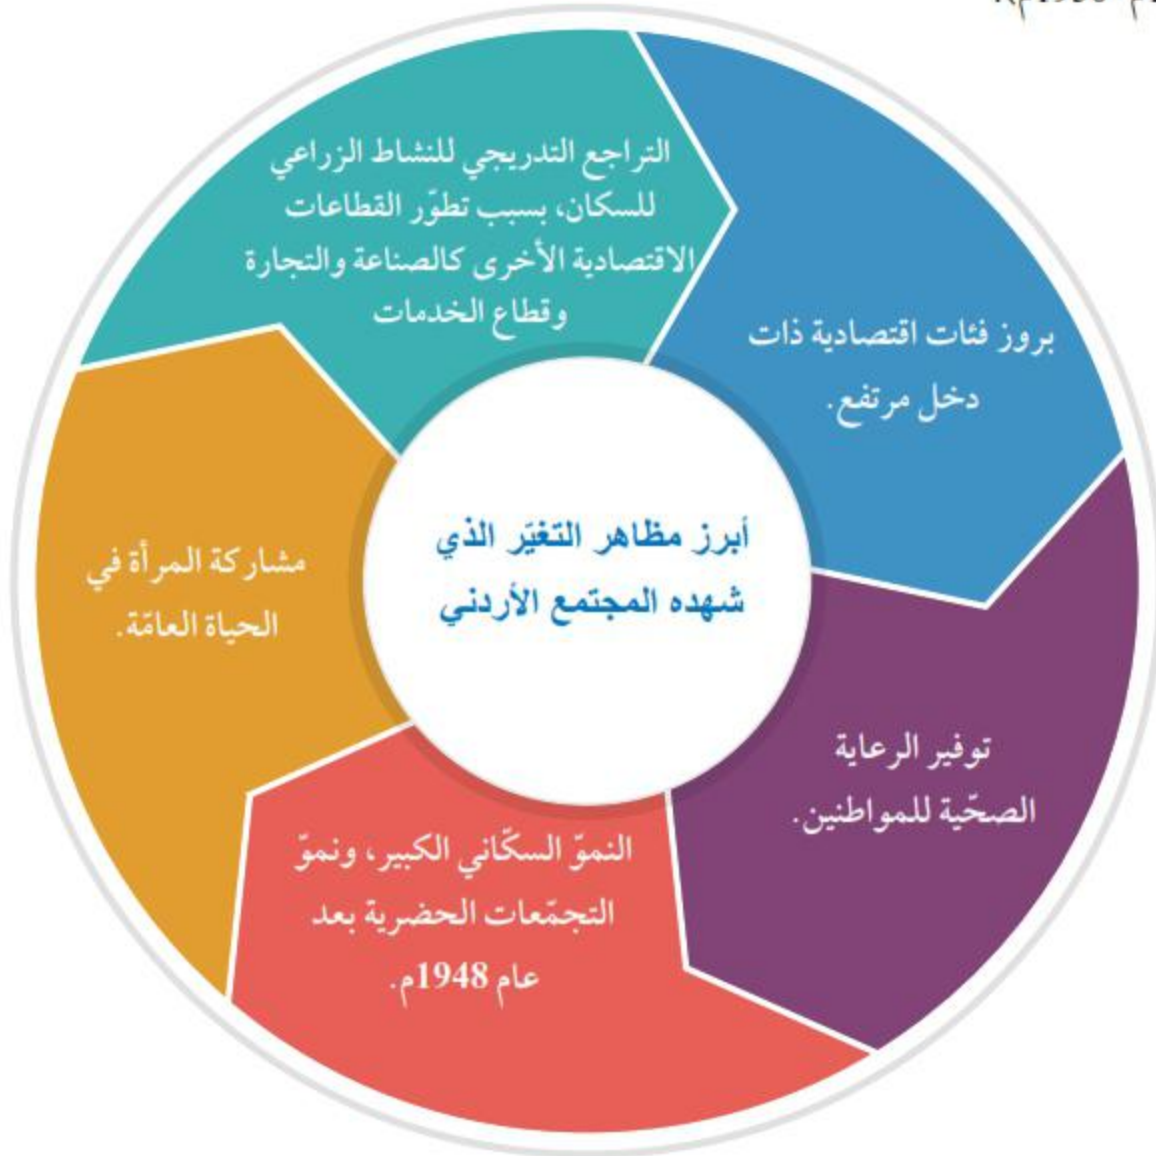 أبرز مظاهر التغيّر الذي
شهده المجتمع الأردني
بروز فئات اقتصادية ذات
دخل مرتفع.
توفير الرعاية
الصحّية للمواطنين.
النموّ السكّاني الكبير، ونموّ
التجمّعات الحضرية بعد
عام 1948م.
مشاركة المرأة في
الحياة العامّة.
التراجع التدريجي للنشاط الزراعي
للسكان، بسبب تطوّر القطاعات
الاقتصادية الأخرى كالصناعة والتجارة
وقطاع الخدمات